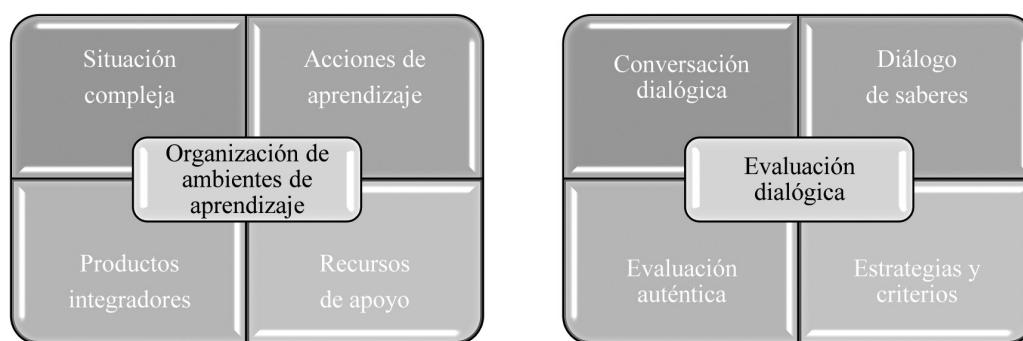 Situación
compleja
Acciones de
aprendizaje
Organización de
ambientes de
aprendizaje
Productos
integradores
Recursos
de apoyo
Conversación
dialógica
Diálogo
de saberes
Evaluación
dialógica
Evaluación
auténtica
Estrategias y
criterios